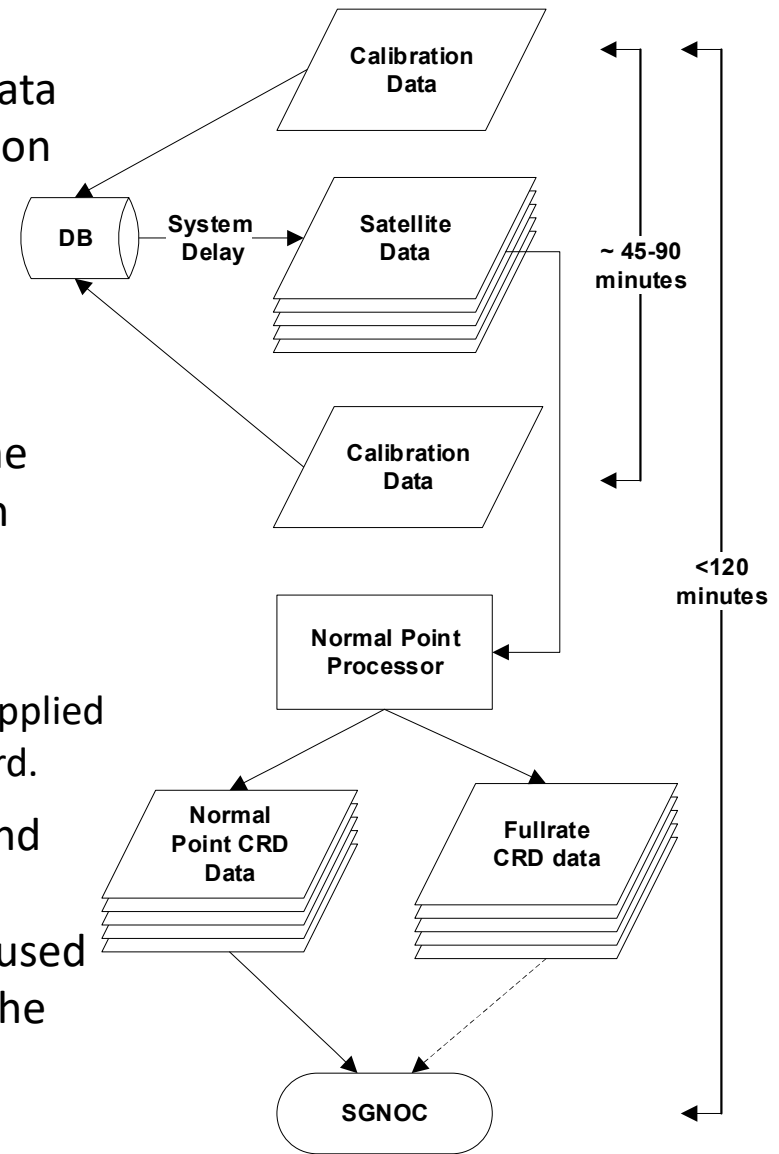 ata
on
ne
n
pplied
rd.
nd
used
he
Calibration
Data
DB
System
Delay
Satellite
Data
~ 45-90
minutes
Calibration
Data
<120
minutes
Normal Point
Processor
Normal
Point CRD
Data
Fullrate
CRD data
SGNOC